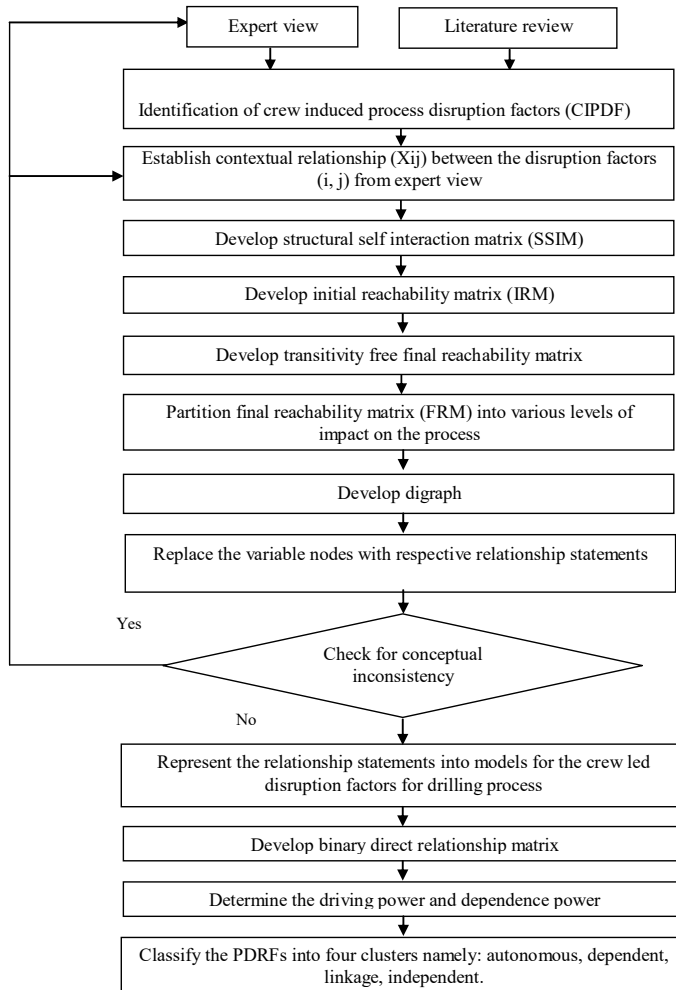 Expert view
Literature review
Identification of crew induced process disruption factors (CIPDF)
Establish contextual relationship (Xij) between the disruption factors
(i, j) from expert view
Develop structural self interaction matrix (SSIM)
Develop initial reachability matrix (IRM)
Develop transitivity free final reachability matrix
Partition final reachability matrix (FRM) into various levels of
impact on the process
Develop digraph
Replace the variable nodes with respective relationship statements
Yes
Check for conceptual
inconsistency
No
Represent the relationship statements into models for the crew led
disruption factors for drilling process
Develop binary direct relationship matrix
Determine the driving power and dependence power
Classify the PDRFs into four clusters namely: autonomous, dependent,
linkage, independent.